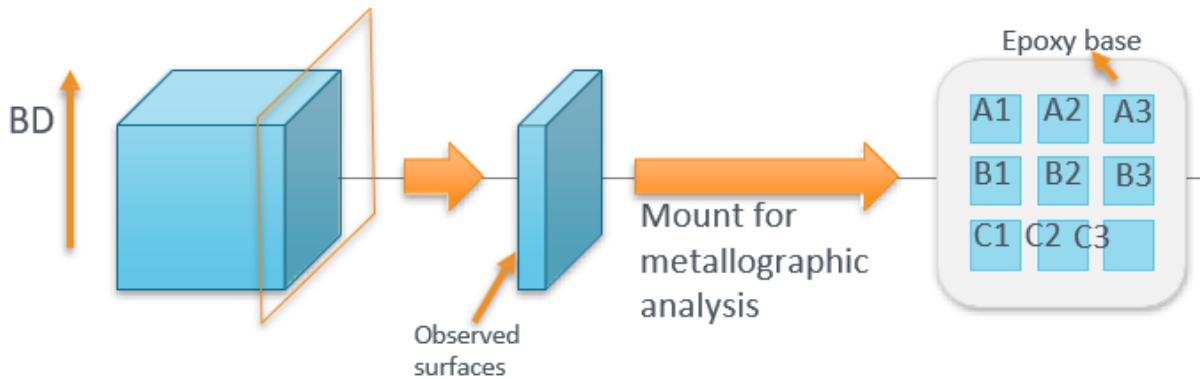 BD
Observed
surfaces
Mount for
metallographic
analysis
Epoxy base
A1 A2 A3
B1 B2 B3
C1 C2 C3